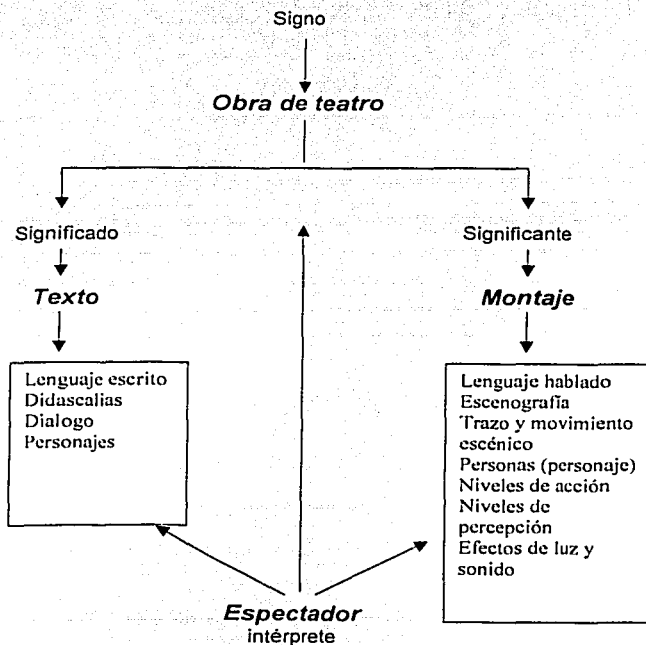 Signo
Obra de teatro
Significado
Significante
Texto
Montaje
Lenguaje escrito
Didascalias
Dialogo
Personajes
Lenguaje hablado
Escenografía
Trazo y movimiento
escénico
Personas (personaje)
Niveles de acción
Niveles de
percepción
Efectos de luz y
sonido
Espectador
intérprete